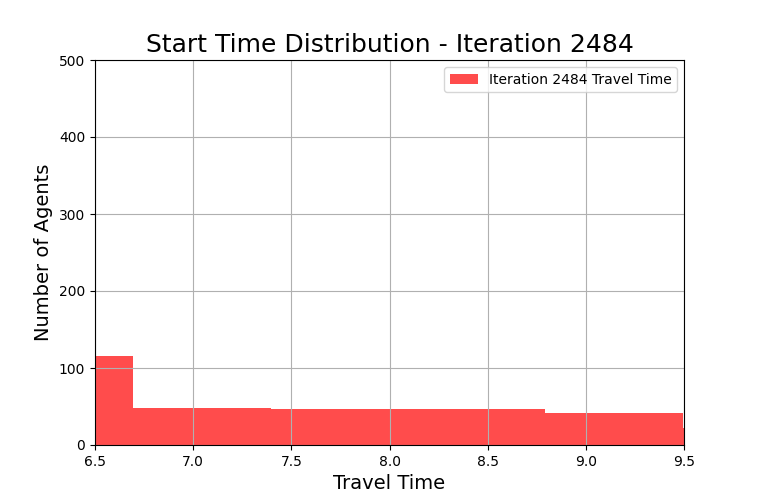 Start Time Distribution - Iteration 2484
Iteration 2484 Travel Time
Number of Agents
500
400
300
200
100
0
6.5 7.0 7.5 8.0 8.5 9.0 9.5
Travel Time